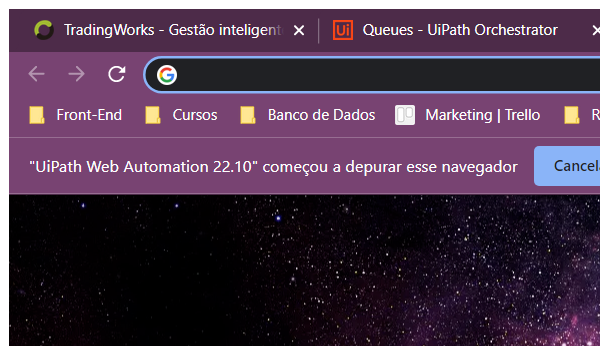 TradingWorks - Gestão inteligent
Ui Queues - UiPath Orchestrator
Front-End Cursos Banco de Dados Marketing | Trello R
"UiPath Web Automation 22.10" começou a depurar esse navegador Cancela